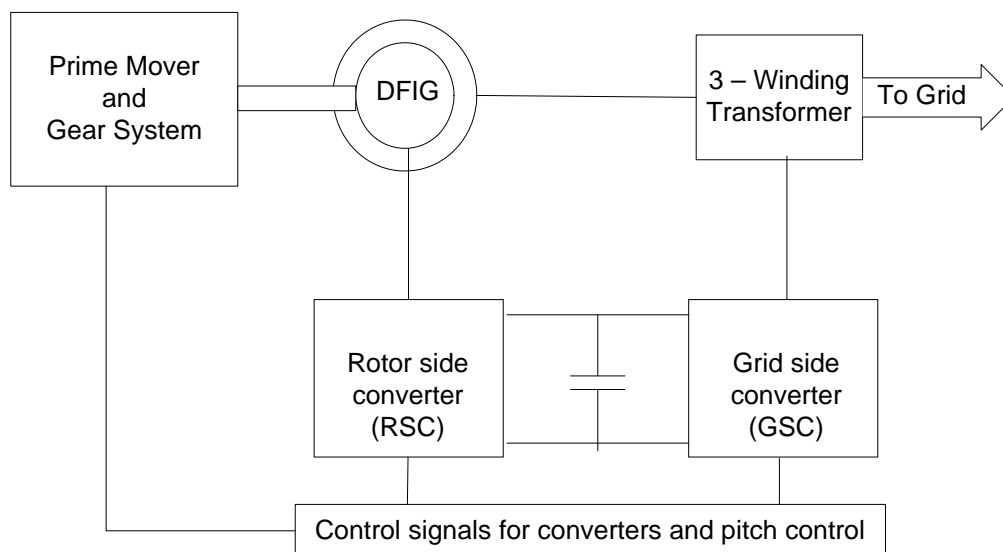 Prime Mover
and
Gear System
DFIG
3 – Winding
Transformer
To Grid
Rotor side
converter
(RSC)
Grid side
converter
(GSC)
Control signals for converters and pitch control